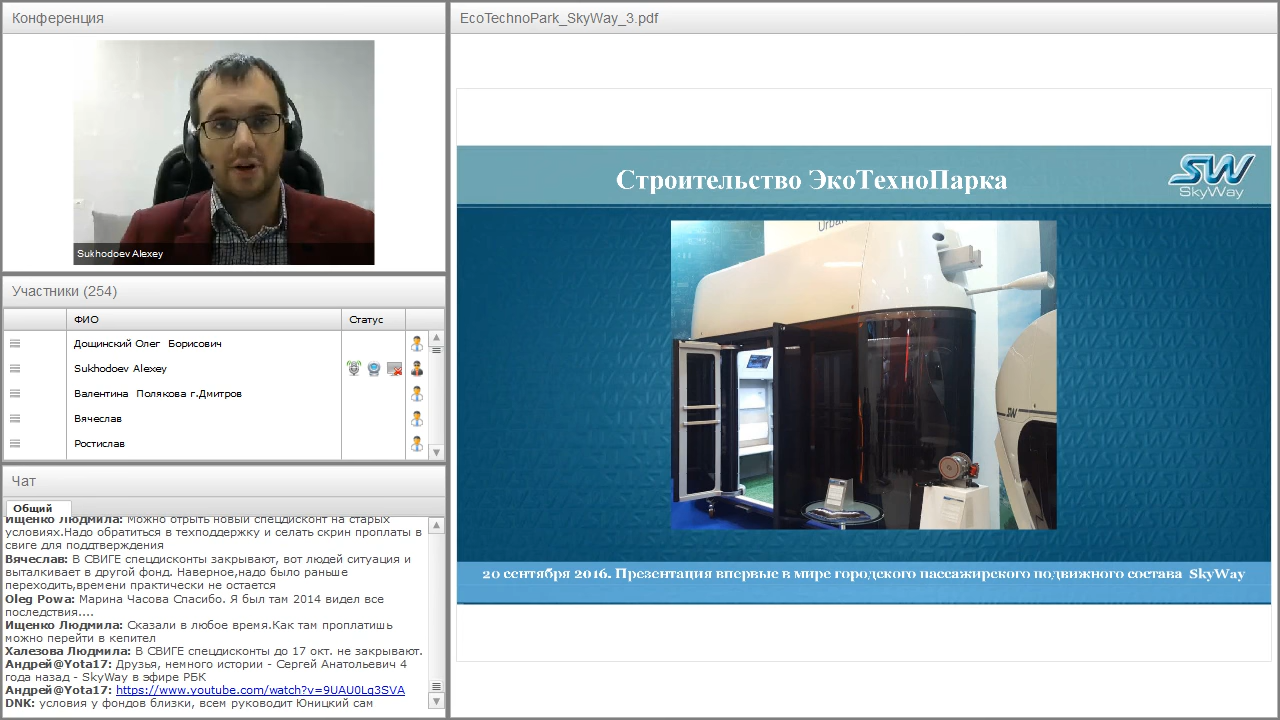 Конференция
Sukhodoev Alexey
Участники (254)
ФИО
Статус
Дощинский Олег Борисович
Sukhodoev Alexey
Валентина Полякова г.Дмитров
Вячеслав
Ростислав
Чат
Общий
Ищенко Людмила: Можно отрыть новый спецдисконт на старых
условиях.Надо обратиться в техподдержку и селать скрин проплаты в
свиге для поддтверждения
Вячеслав: В СВИГЕ спецдисконты закрывают, вот людей ситуация и
выталкивает в другой фонд. Наверное,надо было раньше
переходить,времени практически не остается
Oleg Powa: Марина Часова Спасибо. Я был там 2014 видел все
последствия....
Ищенко Людмила: Сказали в любое время.Как там проплатишь
можно перейти в кепител
Халезова Людмила: В СВИГЕ спецдисконты до 17 окт. не закрывают.
Андрей@Yota17: Друзья, немного истории - Сергей Анатольевич 4
года назад - SkyWay в эфире РБК
Андрей@Yota17: https://www.youtube.com/watch?v=9UAU0Lg3SVA
DNK: условия у фондов блитки, всем руководит Юницкий сам
EcoTechnoPark_SkyWay_3.pdf
Строительство ЭкоТехноПарка
SW
SkyWay
SW
20 сентября 2016. Презентация впервые в мире городского пассажирского подвижного состава SkyWay